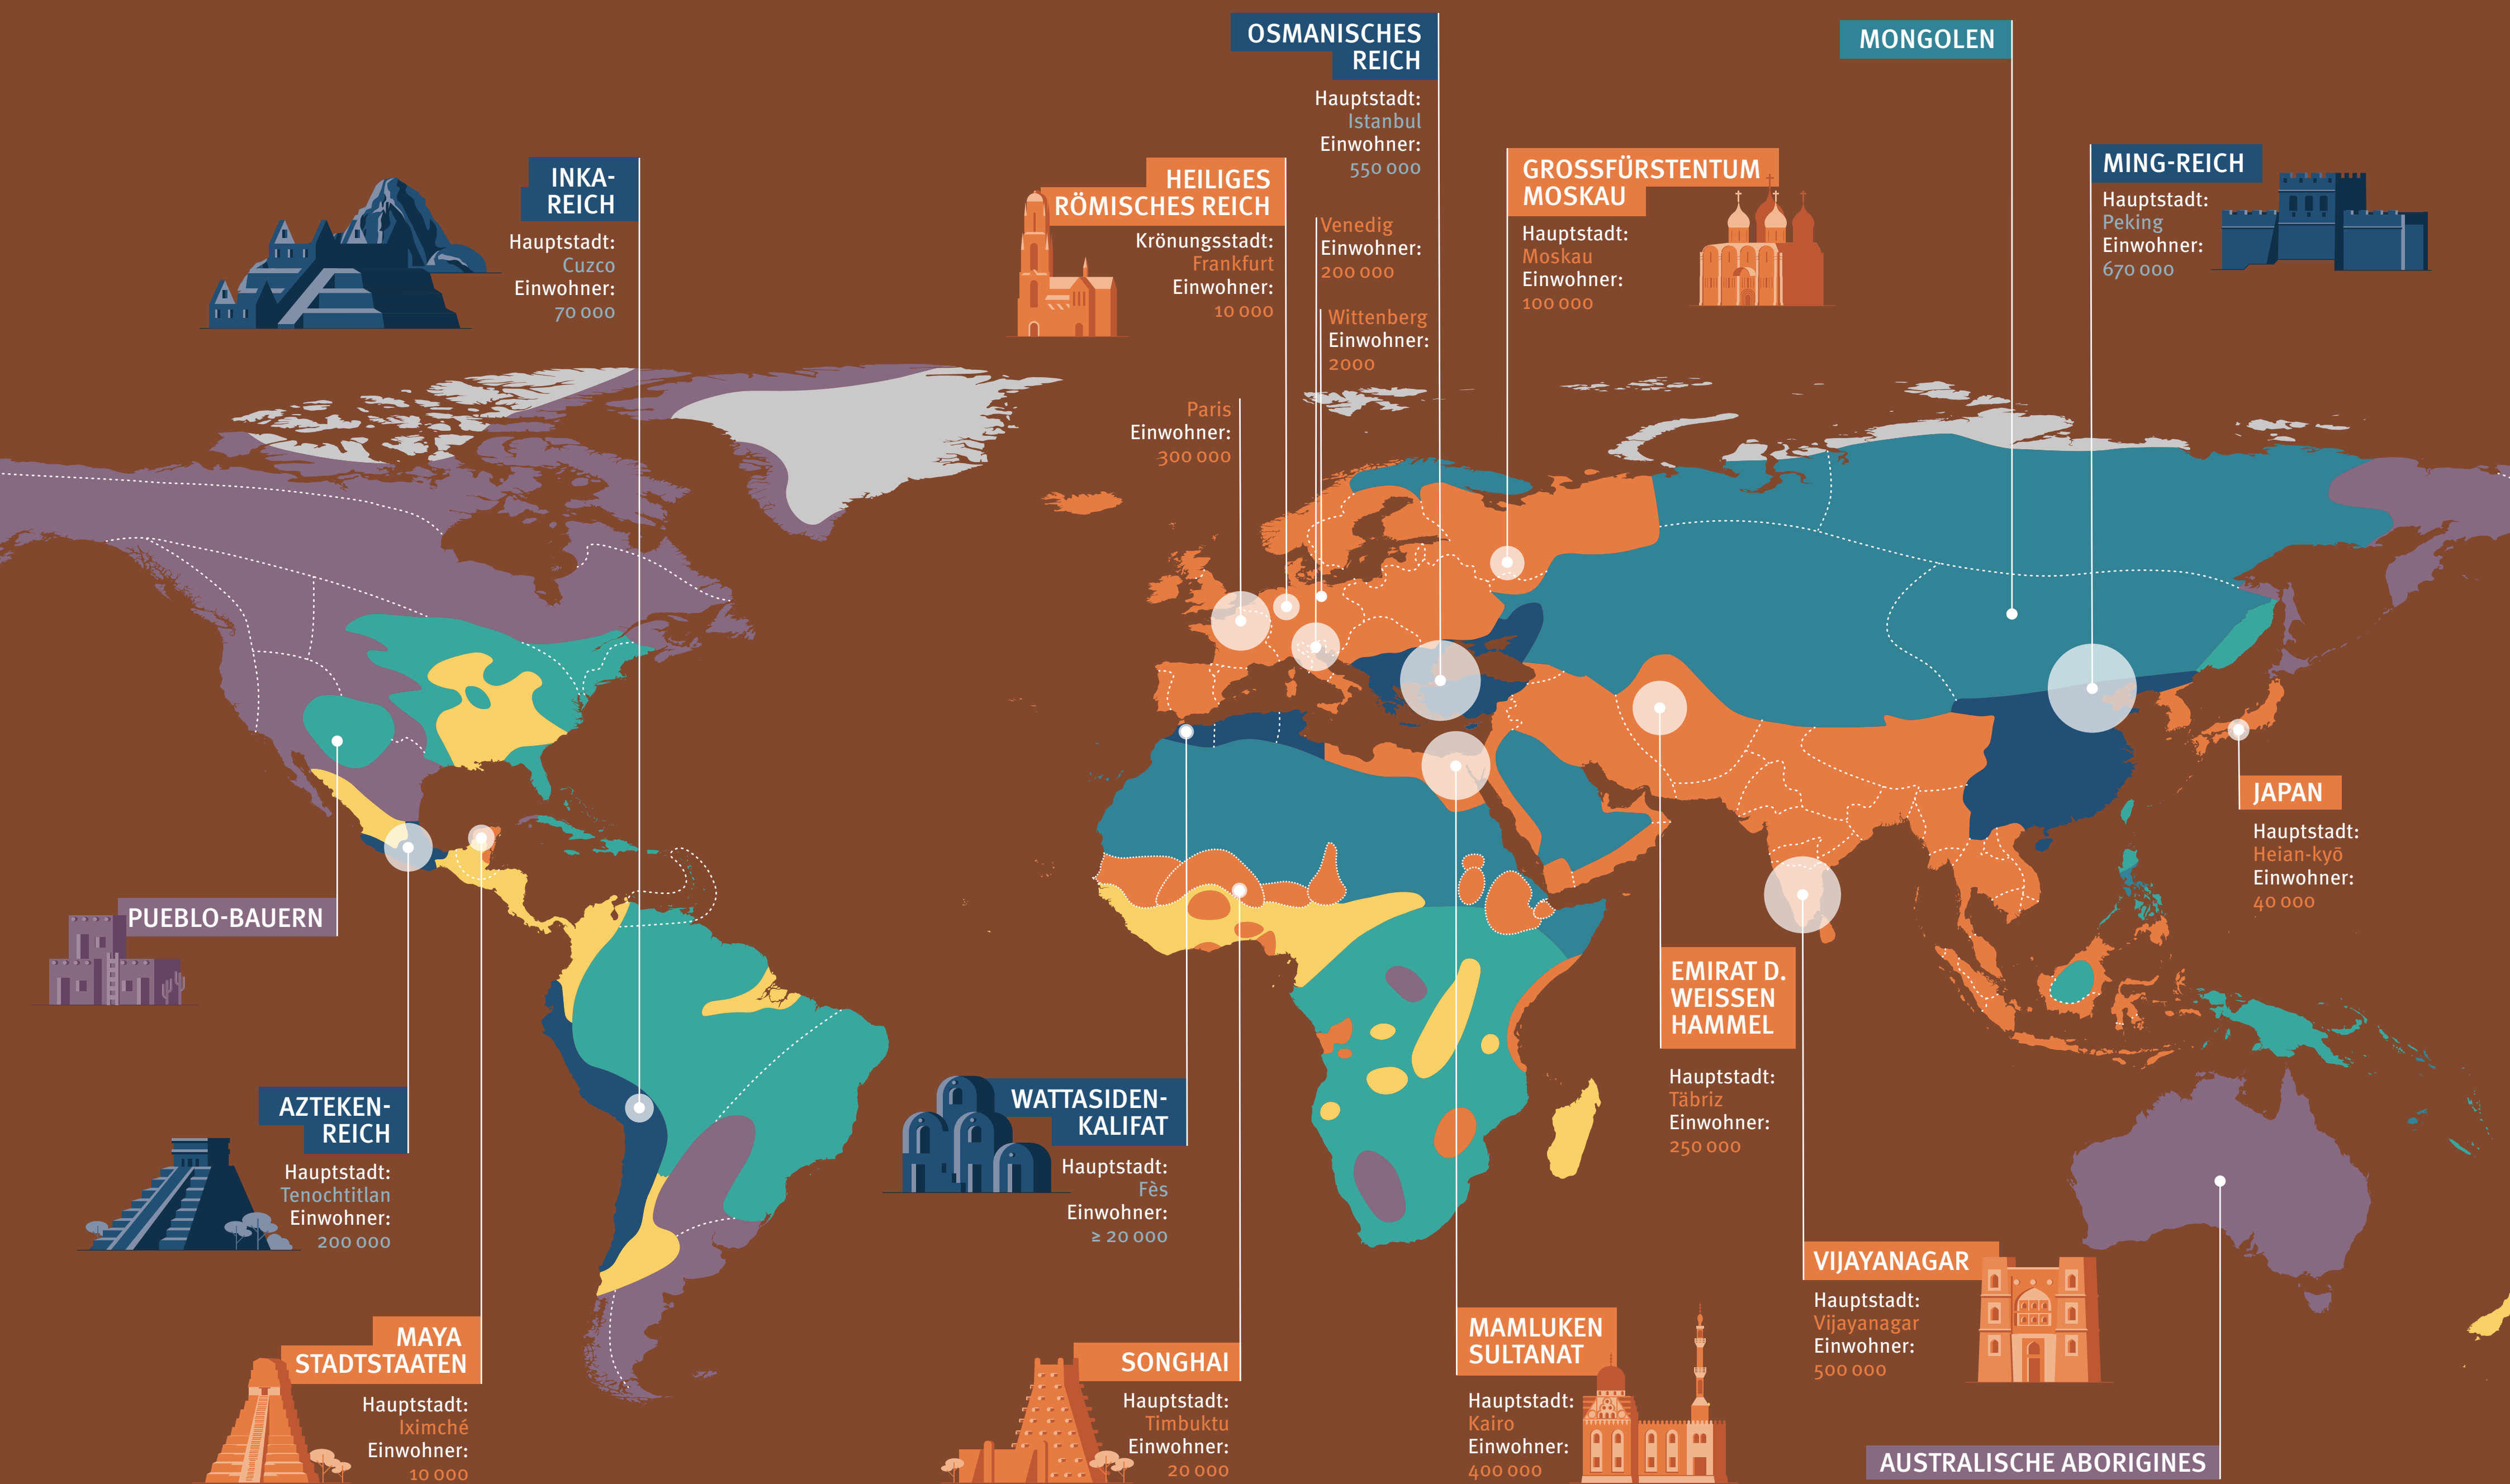 OSMANISCHES
REICH
Hauptstadt:
Istanbul
Einwohner:
550 000
MONGOLEN
INKA-
REICH
Hauptstadt:
Cuzco
Einwohner:
70 000
HEILIGES
RÖMISCHES REICH
Krönungsstadt:
Frankfurt
Einwohner:
10 000
Venedig
Einwohner:
200 000
Wittenberg
Einwohner:
2000
Paris
Einwohner:
300 000
GROSSFÜRSTENTUM
MOSKAU
Hauptstadt:
Moskau
Einwohner:
100 000
MING-REICH
Hauptstadt:
Peking
Einwohner:
670 000
JAPAN
Hauptstadt:
Heian-kyō
Einwohner:
40 000
PUEBLO-BAUERN
EMIRAT D.
WEISSEN
HAMMEL
Hauptstadt:
Täbriz
Einwohner:
250 000
AZTEKEN-
REICH
Hauptstadt:
Tenochtitlan
Einwohner:
200 000
WATTASIDEN-
KALIFAT
Hauptstadt:
Fès
Einwohner:
≥ 20 000
VIJAYANAGAR
Hauptstadt:
Vijayanagar
Einwohner:
500 000
MAYA
STADTSTAATEN
Hauptstadt:
Iximché
Einwohner:
10 000
SONGHAI
Hauptstadt:
Timbuktu
Einwohner:
20 000
MAMLUKEN
SULTANAT
Hauptstadt:
Kairo
Einwohner:
400 000
AUSTRALISCHE ABORIGINES